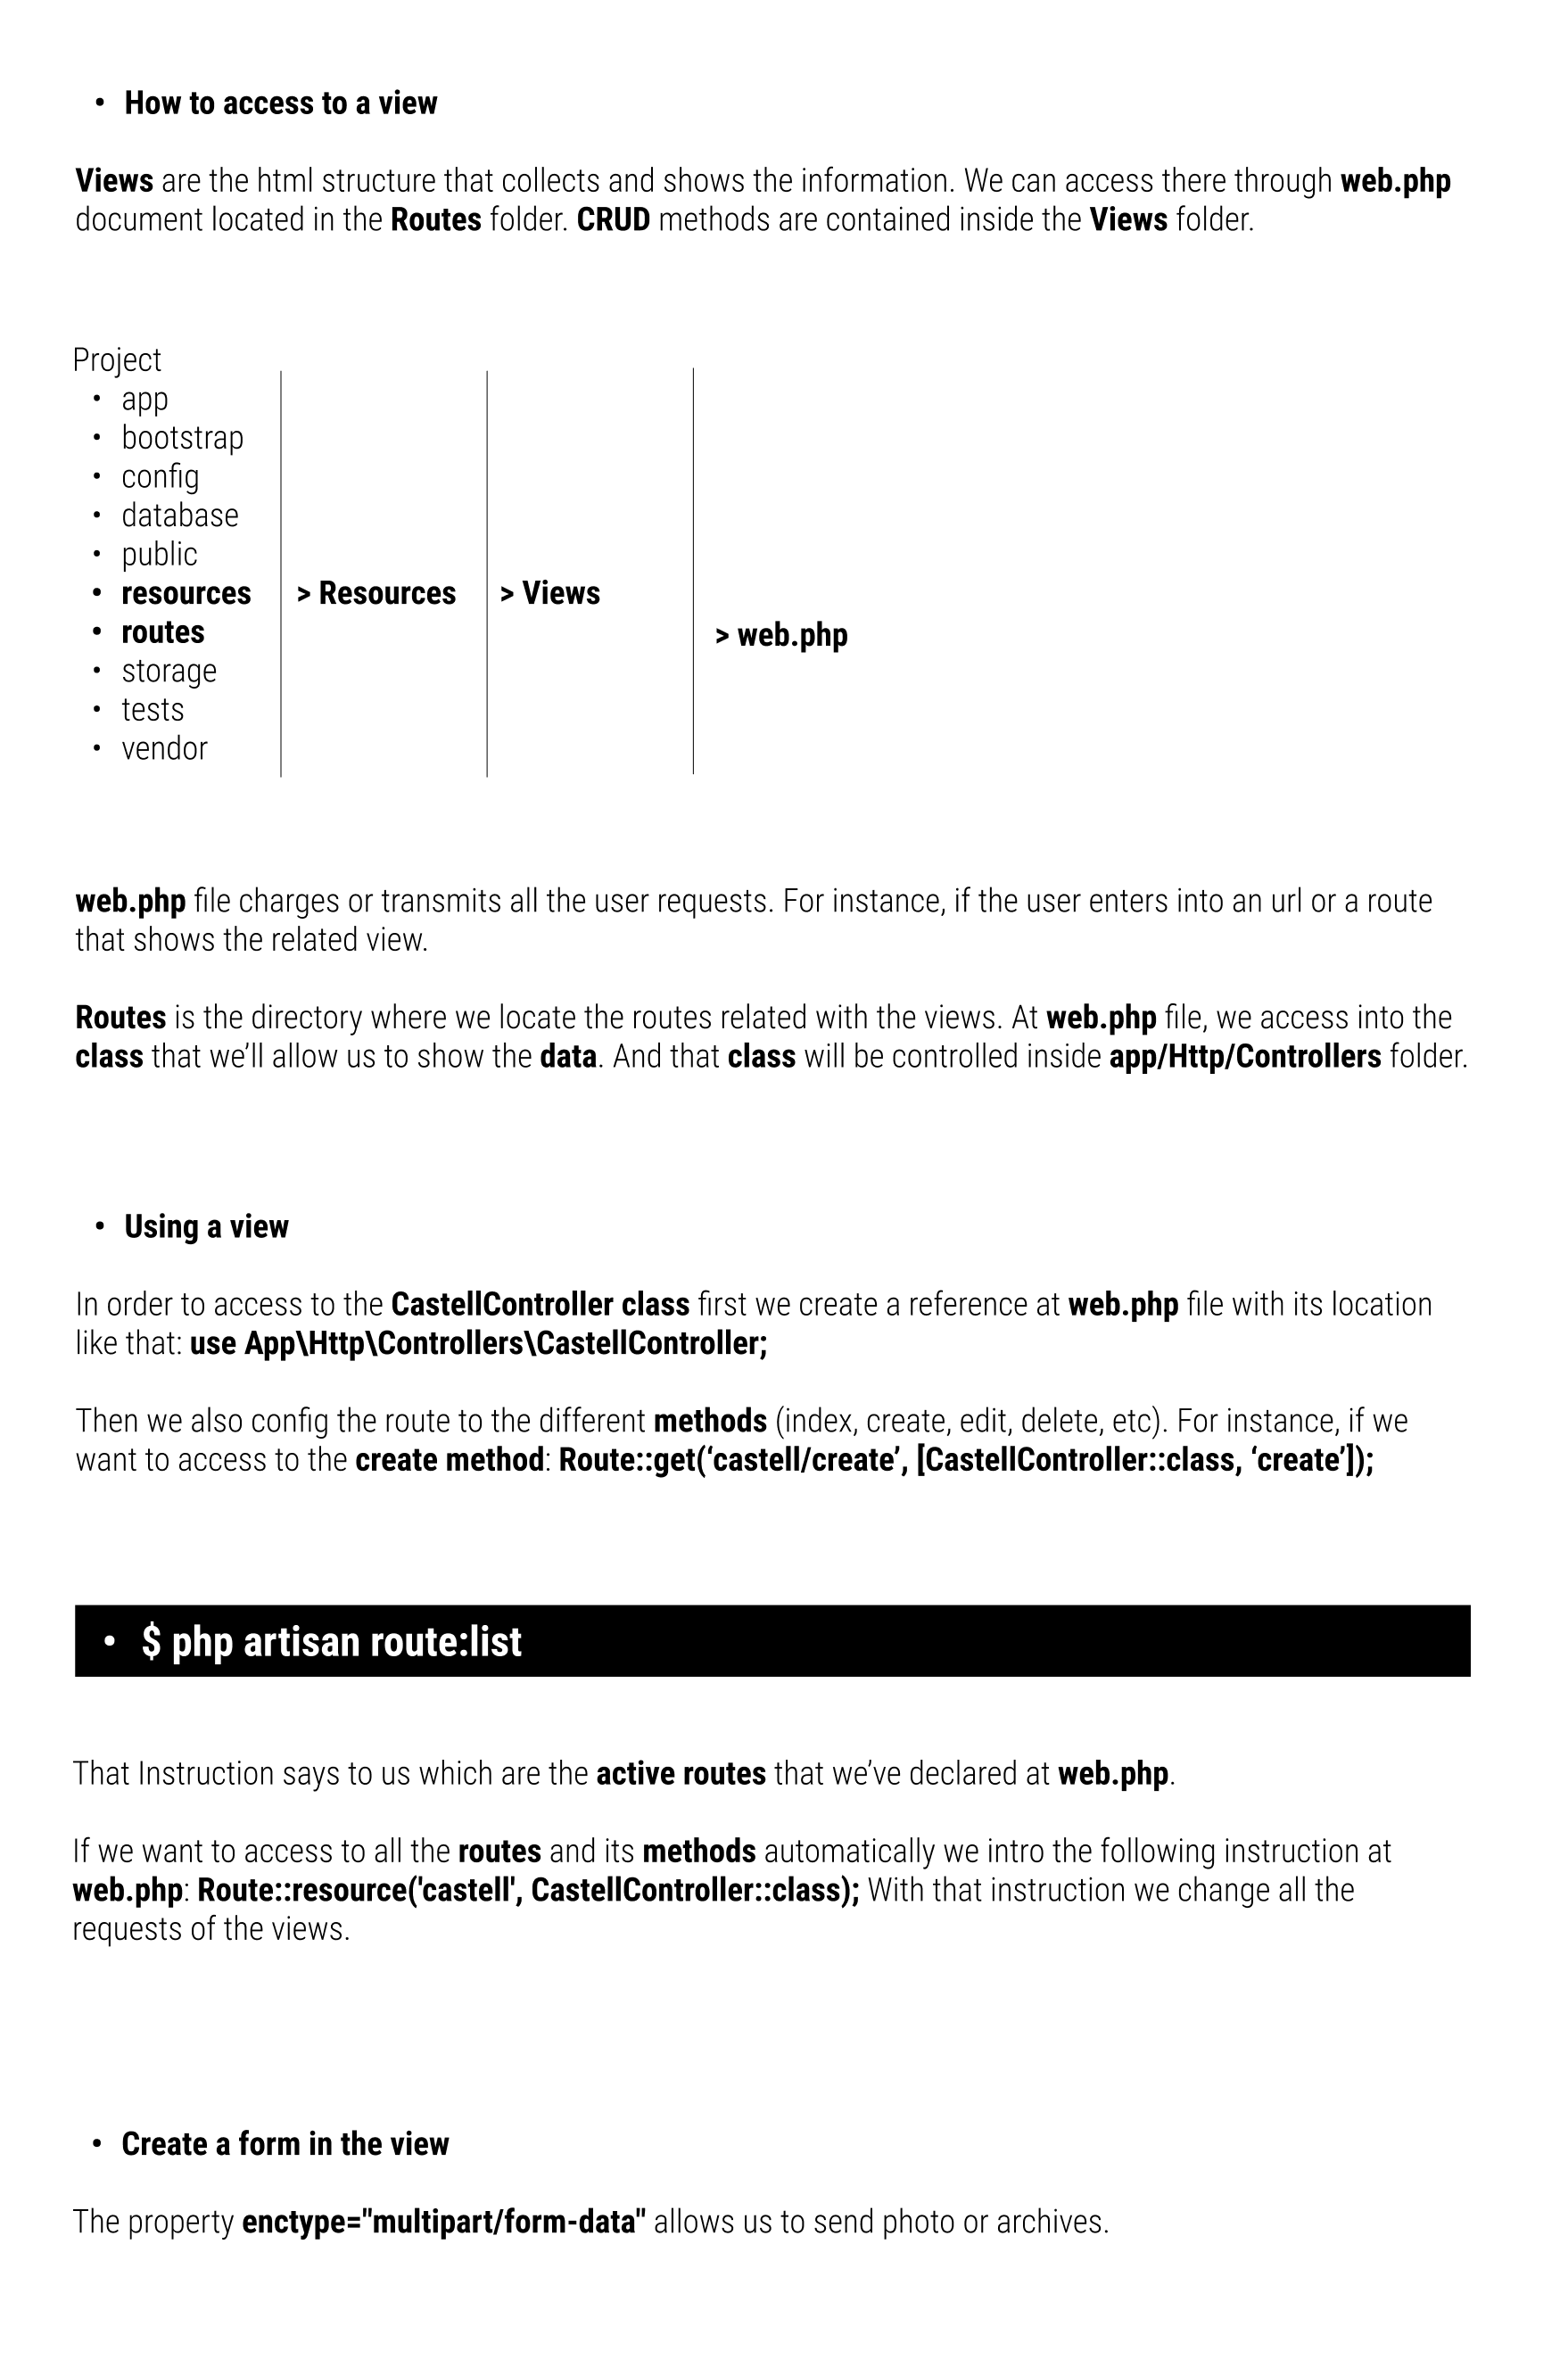 • How to access to a view
Views are the html structure that collects and shows the information. We can access there through web.php
document located in the Routes folder. CRUD methods are contained inside the Views folder.
Project
• app
• bootstrap
• config
• database
• public
• resources > Resources > Views
• routes > web.php
• storage
• tests
• vendor
web.php file charges or transmits all the user requests. For instance, if the user enters into an url or a route
that shows the related view.
Routes is the directory where we locate the routes related with the views. At web.php file, we access into the
class that we’ll allow us to show the data. And that class will be controlled inside app/Http/Controllers folder.
• Using a view
In order to access to the CastellController class first we create a reference at web.php file with its location
like that: use App\Http\Controllers\CastellController;
Then we also config the route to the different methods (index, create, edit, delete, etc). For instance, if we
want to access to the create method: Route::get(‘castell/create’, [CastellController::class, ‘create’]);
• $ php artisan route:list
That Instruction says to us which are the active routes that we’ve declared at web.php.
If we want to access to all the routes and its methods automatically we intro the following instruction at
web.php: Route::resource('castell', CastellController::class); With that instruction we change all the
requests of the views.
• Create a form in the view
The property enctype="multipart/form-data" allows us to send photo or archives.